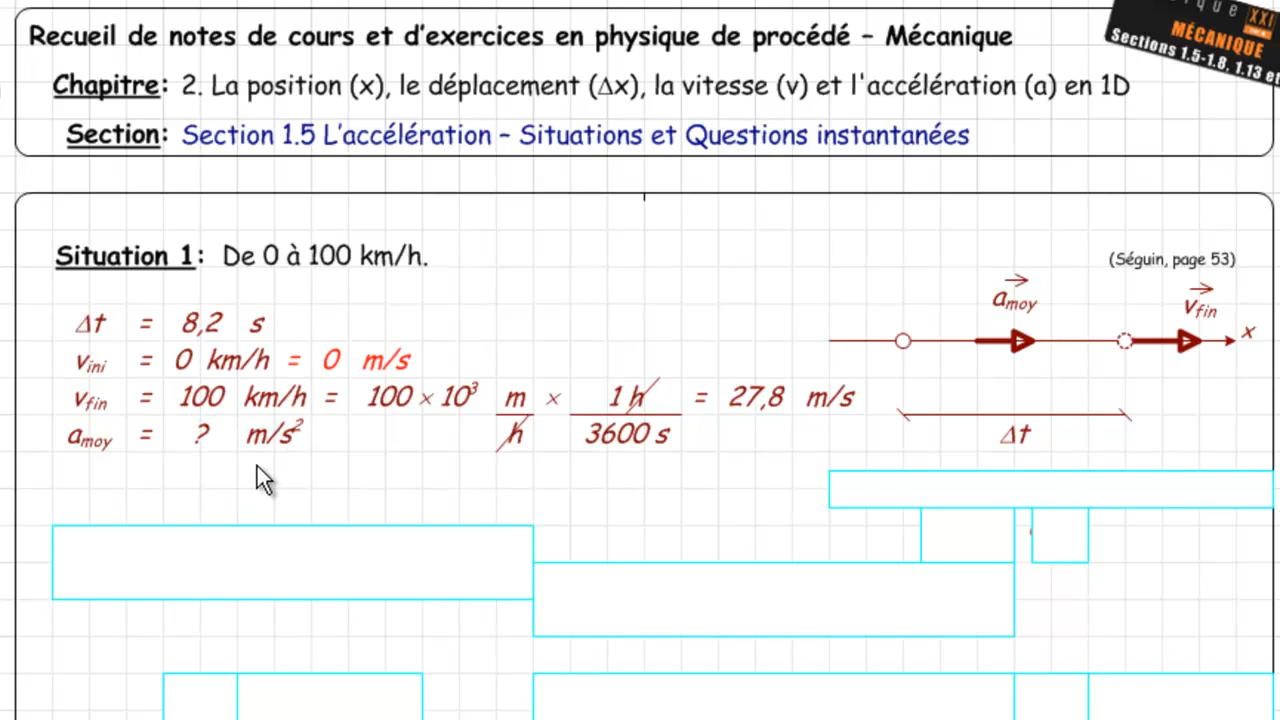 Recueil de notes de cours et d'exercices en physique de procédé – Mécanique
Chapitre: 2. La position (x), le déplacement (Δx), la vitesse (v) et l'accélération (a) en 1D
Section: Section 1.5 L'accélération – Situations et Questions instantanées
XXI
MÉCANIQUE
Sections 1.5-1.8, 1.13 et
Situation 1: De 0 à 100 km/h.
(Séguin, page 53)
Δt = 8,2 s
v_ini = 0 km/h = 0 m/s
v_fin = 100 km/h = 100 × 10³ m/h × 1 h/3600 s = 27,8 m/s
a_moy = ? m/s²
a_moy
v_fin
x
Δt